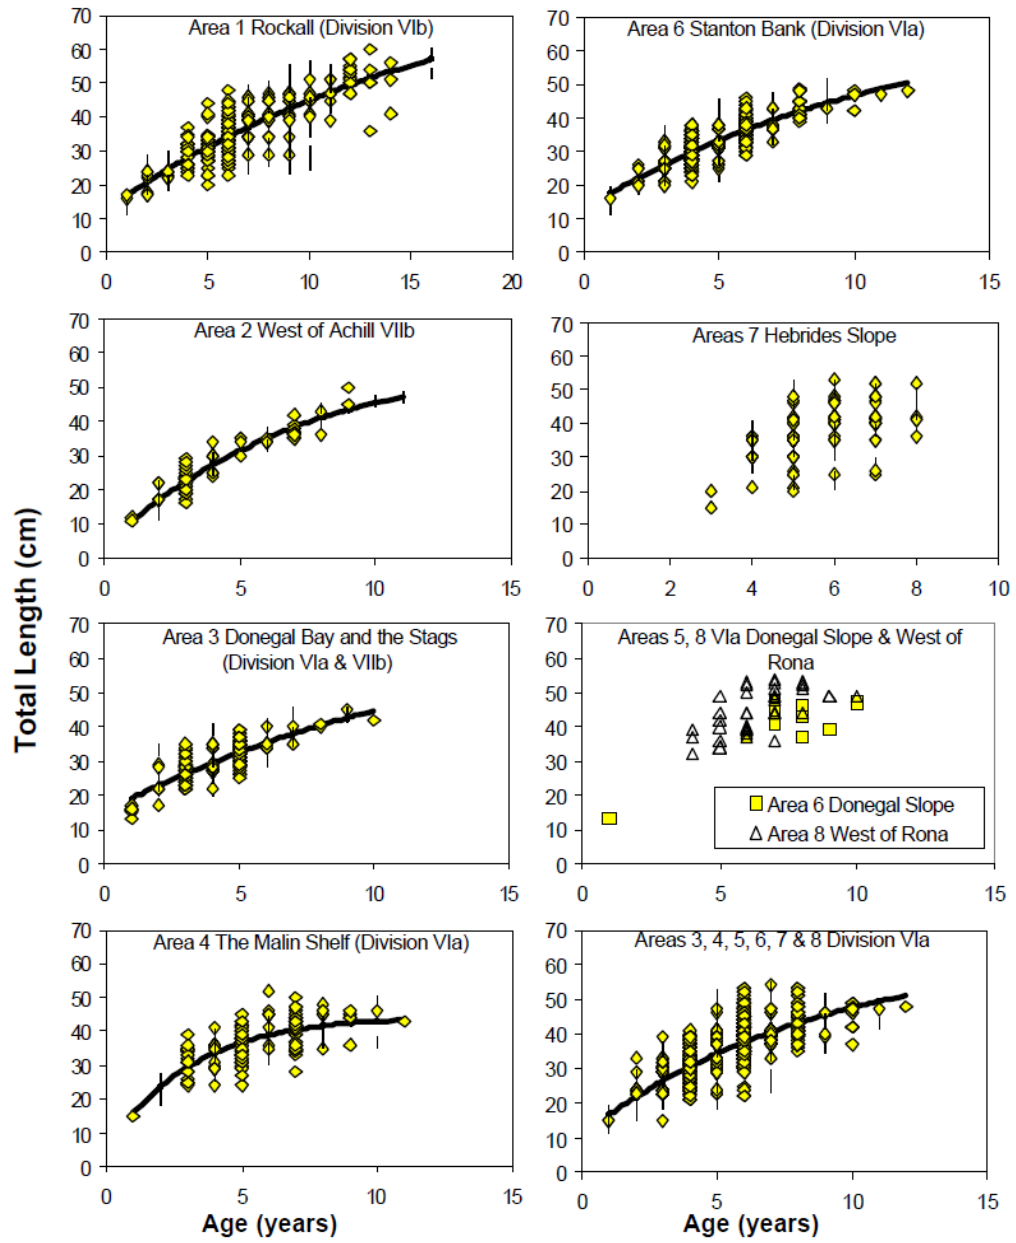 Total Length (cm)
Area 1 Rockall (Division VIb)
70
60
50
40
30
20
10
0
0 5 10 15 20
Area 6 Stanton Bank (Division VIa)
70
60
50
40
30
20
10
0
0 5 10 15
Area 2 West of Achill VIIb
70
60
50
40
30
20
10
0
0 5 10 15
Areas 7 Hebrides Slope
70
60
50
40
30
20
10
0
0 2 4 6 8 10
Area 3 Donegal Bay and the Stags
(Division VIa & VIIb)
70
60
50
40
30
20
10
0
0 5 10 15
Areas 5, 8 VIa Donegal Slope & West of
Rona
70
60
50
40
30
20
10
0
Area 6 Donegal Slope
Area 8 West of Rona
0 5 10 15
Area 4 The Malin Shelf (Division VIa)
70
60
50
40
30
20
10
0
0 5 10 15
Age (years)
Areas 3, 4, 5, 6, 7 & 8 Division VIa
70
60
50
40
30
20
10
0
0 5 10 15
Age (years)